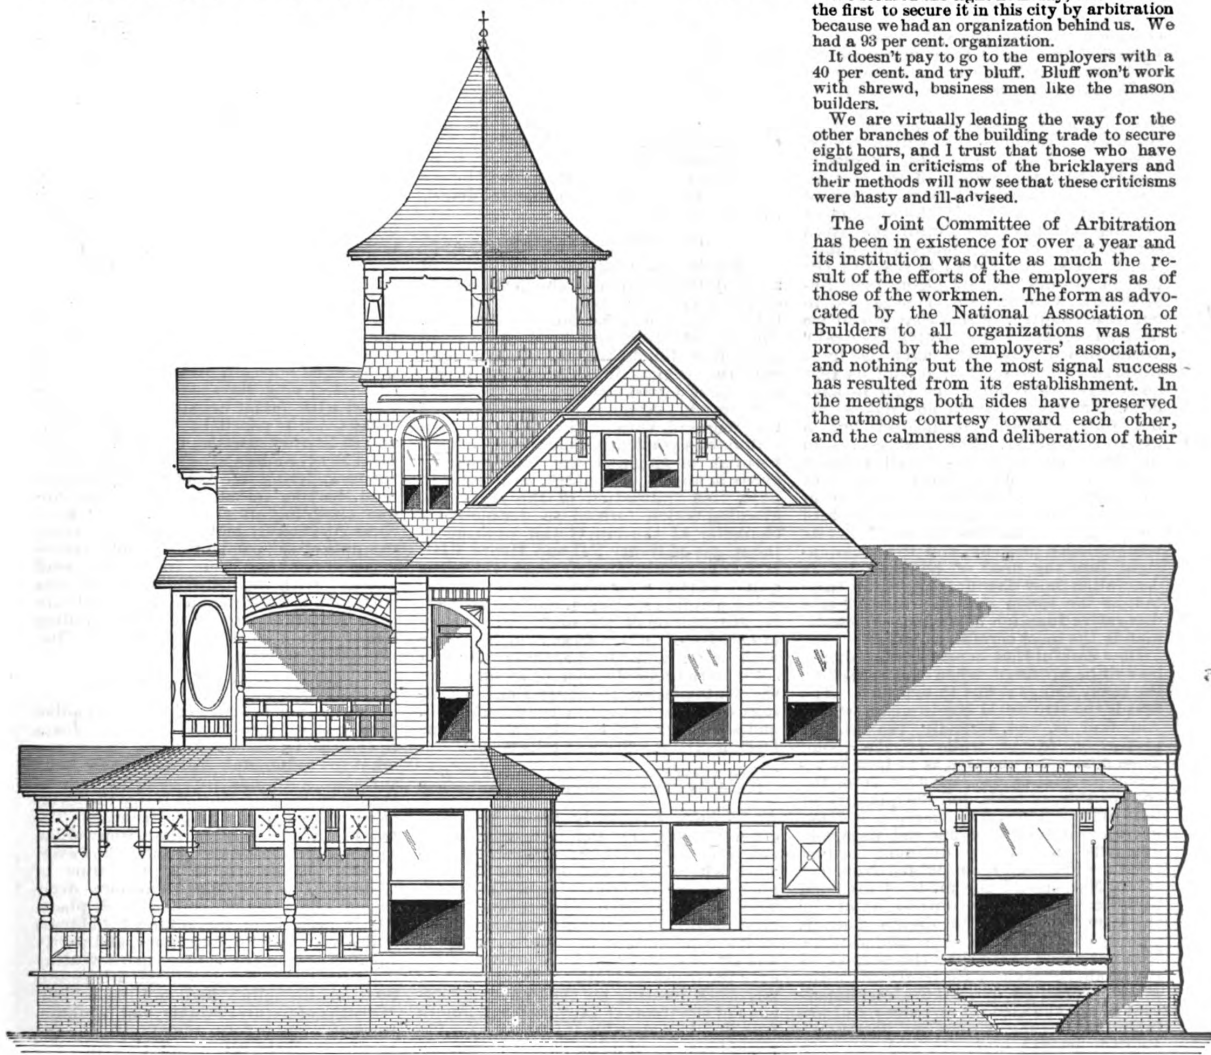 the first to secure it in this city by arbitration
because we had an organization behind us. We
had a 93 per cent. organization.
It doesn't pay to go to the employers with a
40 per cent. and try bluff. Bluff won't work
with shrewd, business men like the mason
builders.
We are virtually leading the way for the
other branches of the building trade to secure
eight hours, and I trust that those who have
indulged in criticisms of the bricklayers and
their methods will now see that these criticisms
were hasty and ill-advised.
The Joint Committee of Arbitration
has been in existence for over a year and
its institution was quite as much the re-
sult of the efforts of the employers as of
those of the workmen. The form as advo-
cated by the National Association of
Builders to all organizations was first
proposed by the employers' association,
and nothing but the most signal success
has resulted from its establishment. In
the meetings both sides have preserved
the utmost courtesy toward each other,
and the calmness and deliberation of their